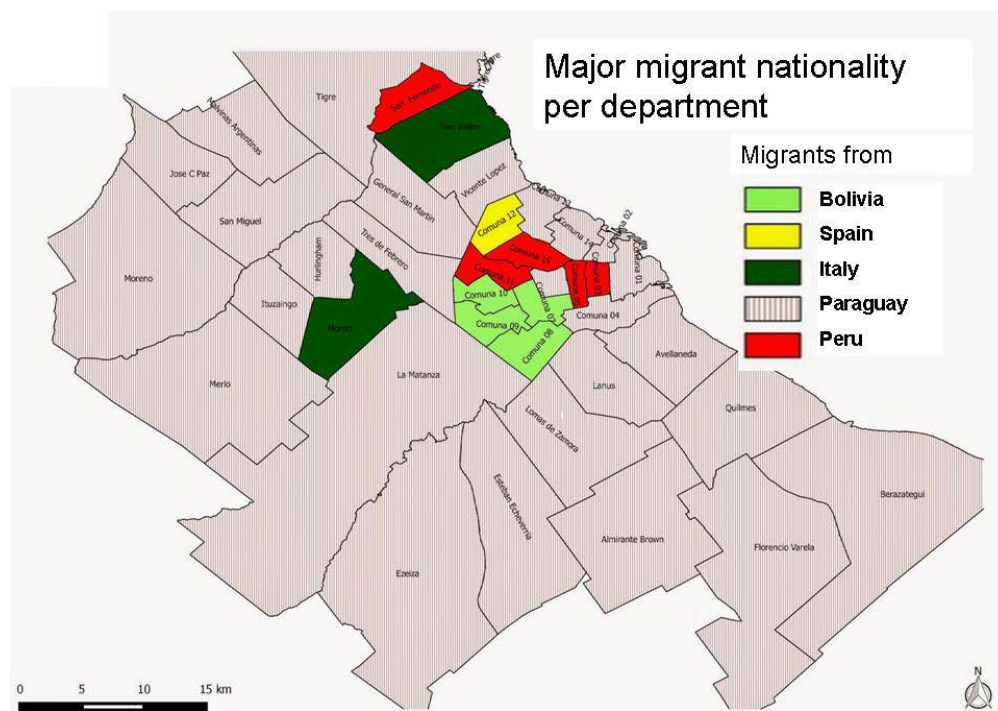 Major migrant nationality
per department
Migrants from
Bolivia
Spain
Italy
Paraguay
Peru
Tigre
San Fernando
San Isidro
Malvinas Argentinas
Jose C Paz
Vicente Lopez
General San Martin
San Miguel
Comuna 13
Comuna 12
Comuna 14
Comuna 02
Tres de Febrero
Hurlingham
Comuna 15
Comuna 11
Comuna 01
Moreno
Ituzaingo
Comuna 10
Comuna 07
Comuna 05
Comuna 03
Moron
Comuna 09
Comuna 04
Comuna 08
Avellaneda
Merlo
La Matanza
Lanus
Quilmes
Lomas de Zamora
Esteban Echeverria
Berazategui
Almirante Brown
Florencio Varela
Ezeiza
0 5 10 15 km
N